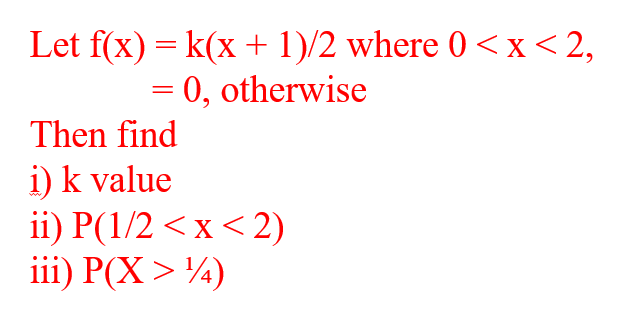 Let f(x) = k(x + 1)/2 where 0 < x < 2,
= 0, otherwise
Then find
i) k value
ii) P(1/2 < x < 2)
iii) P(X > ¼)